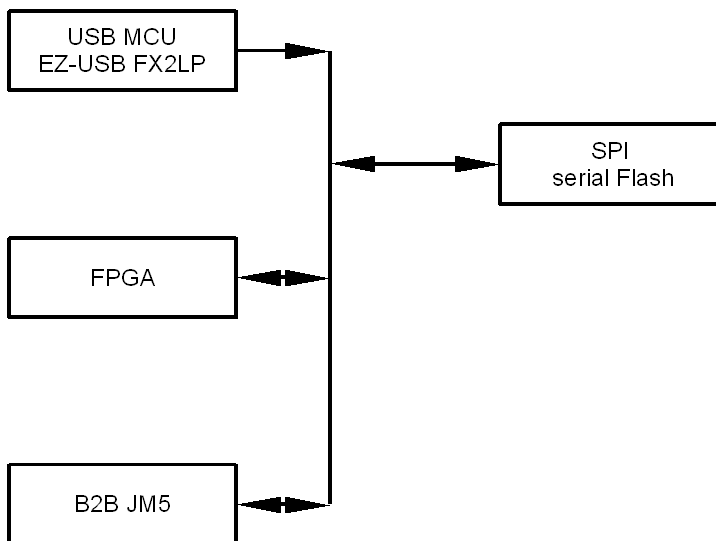 USB MCU
EZ-USB FX2LP
SPI
serial Flash
FPGA
B2B JM5